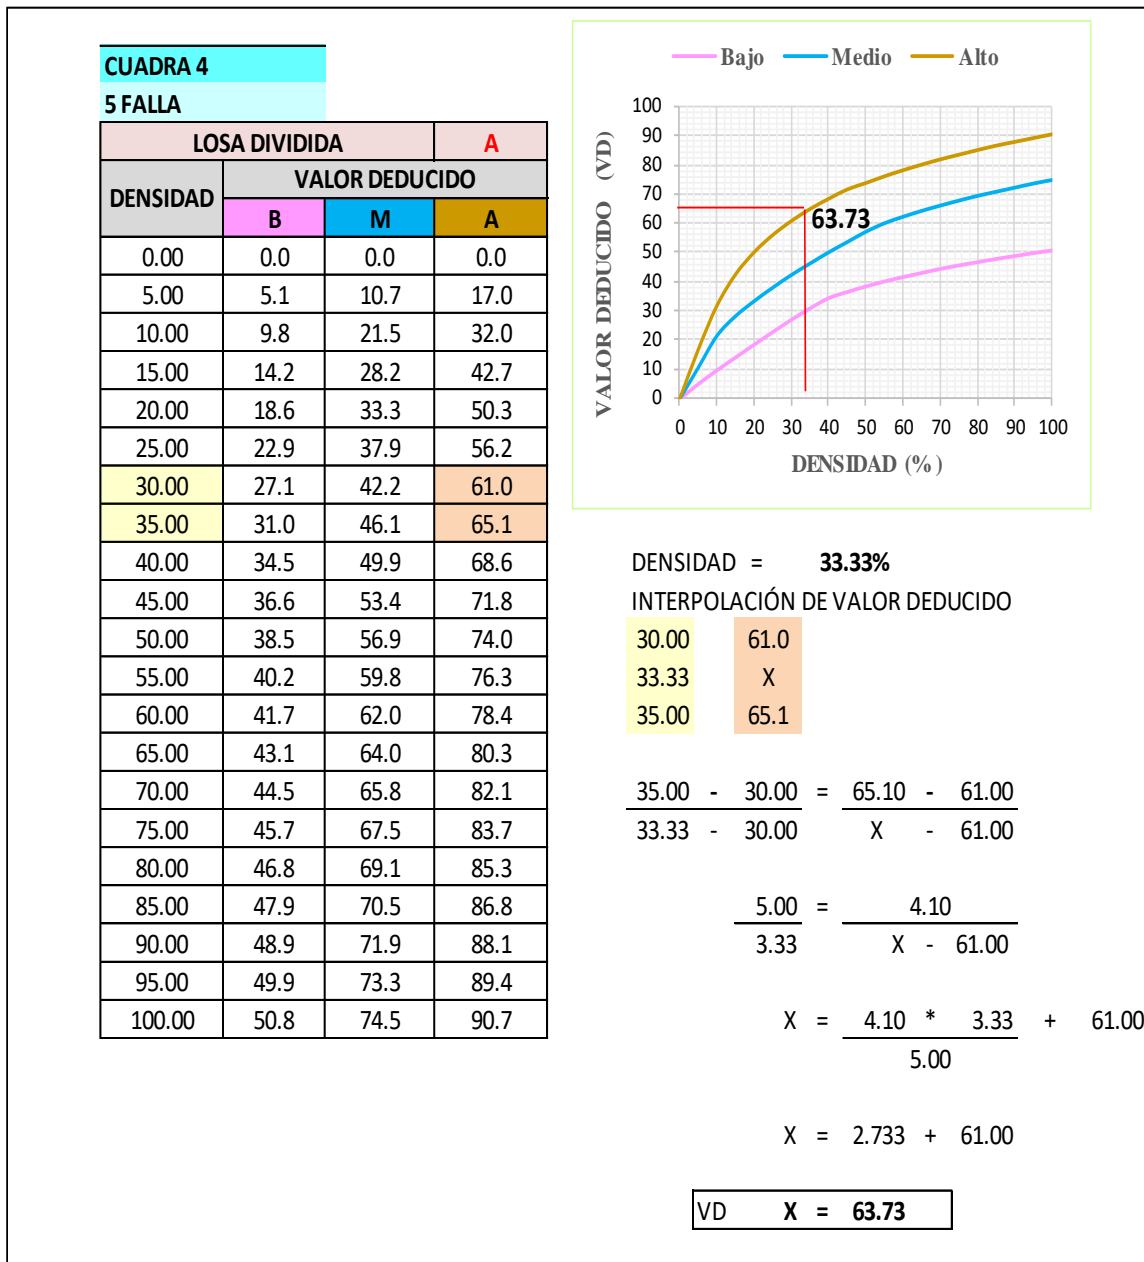 CUADRA 4
5 FALLA
LOSA DIVIDIDA A
DENSIDAD VALOR DEDUCIDO
B M A
0.00 0.0 0.0 0.0
5.00 5.1 10.7 17.0
10.00 9.8 21.5 32.0
15.00 14.2 28.2 42.7
20.00 18.6 33.3 50.3
25.00 22.9 37.9 56.2
30.00 27.1 42.2 61.0
35.00 31.0 46.1 65.1
40.00 34.5 49.9 68.6
45.00 36.6 53.4 71.8
50.00 38.5 56.9 74.0
55.00 40.2 59.8 76.3
60.00 41.7 62.0 78.4
65.00 43.1 64.0 80.3
70.00 44.5 65.8 82.1
75.00 45.7 67.5 83.7
80.00 46.8 69.1 85.3
85.00 47.9 70.5 86.8
90.00 48.9 71.9 88.1
95.00 49.9 73.3 89.4
100.00 50.8 74.5 90.7
Bajo Medio Alto
VALOR DEDUCIDO (VD)
100
90
80
70
60
50
40
30
20
10
0
63.73
0 10 20 30 40 50 60 70 80 90 100
DENSIDAD (%)
DENSIDAD = 33.33%
INTERPOLACIÓN DE VALOR DEDUCIDO
30.00 61.0
33.33 X
35.00 65.1
35.00 - 30.00 = 65.10 - 61.00
33.33 - 30.00 X - 61.00
5.00 = 4.10
3.33 X - 61.00
X = 4.10 * 3.33 + 61.00
5.00
X = 2.733 + 61.00
VD X = 63.73